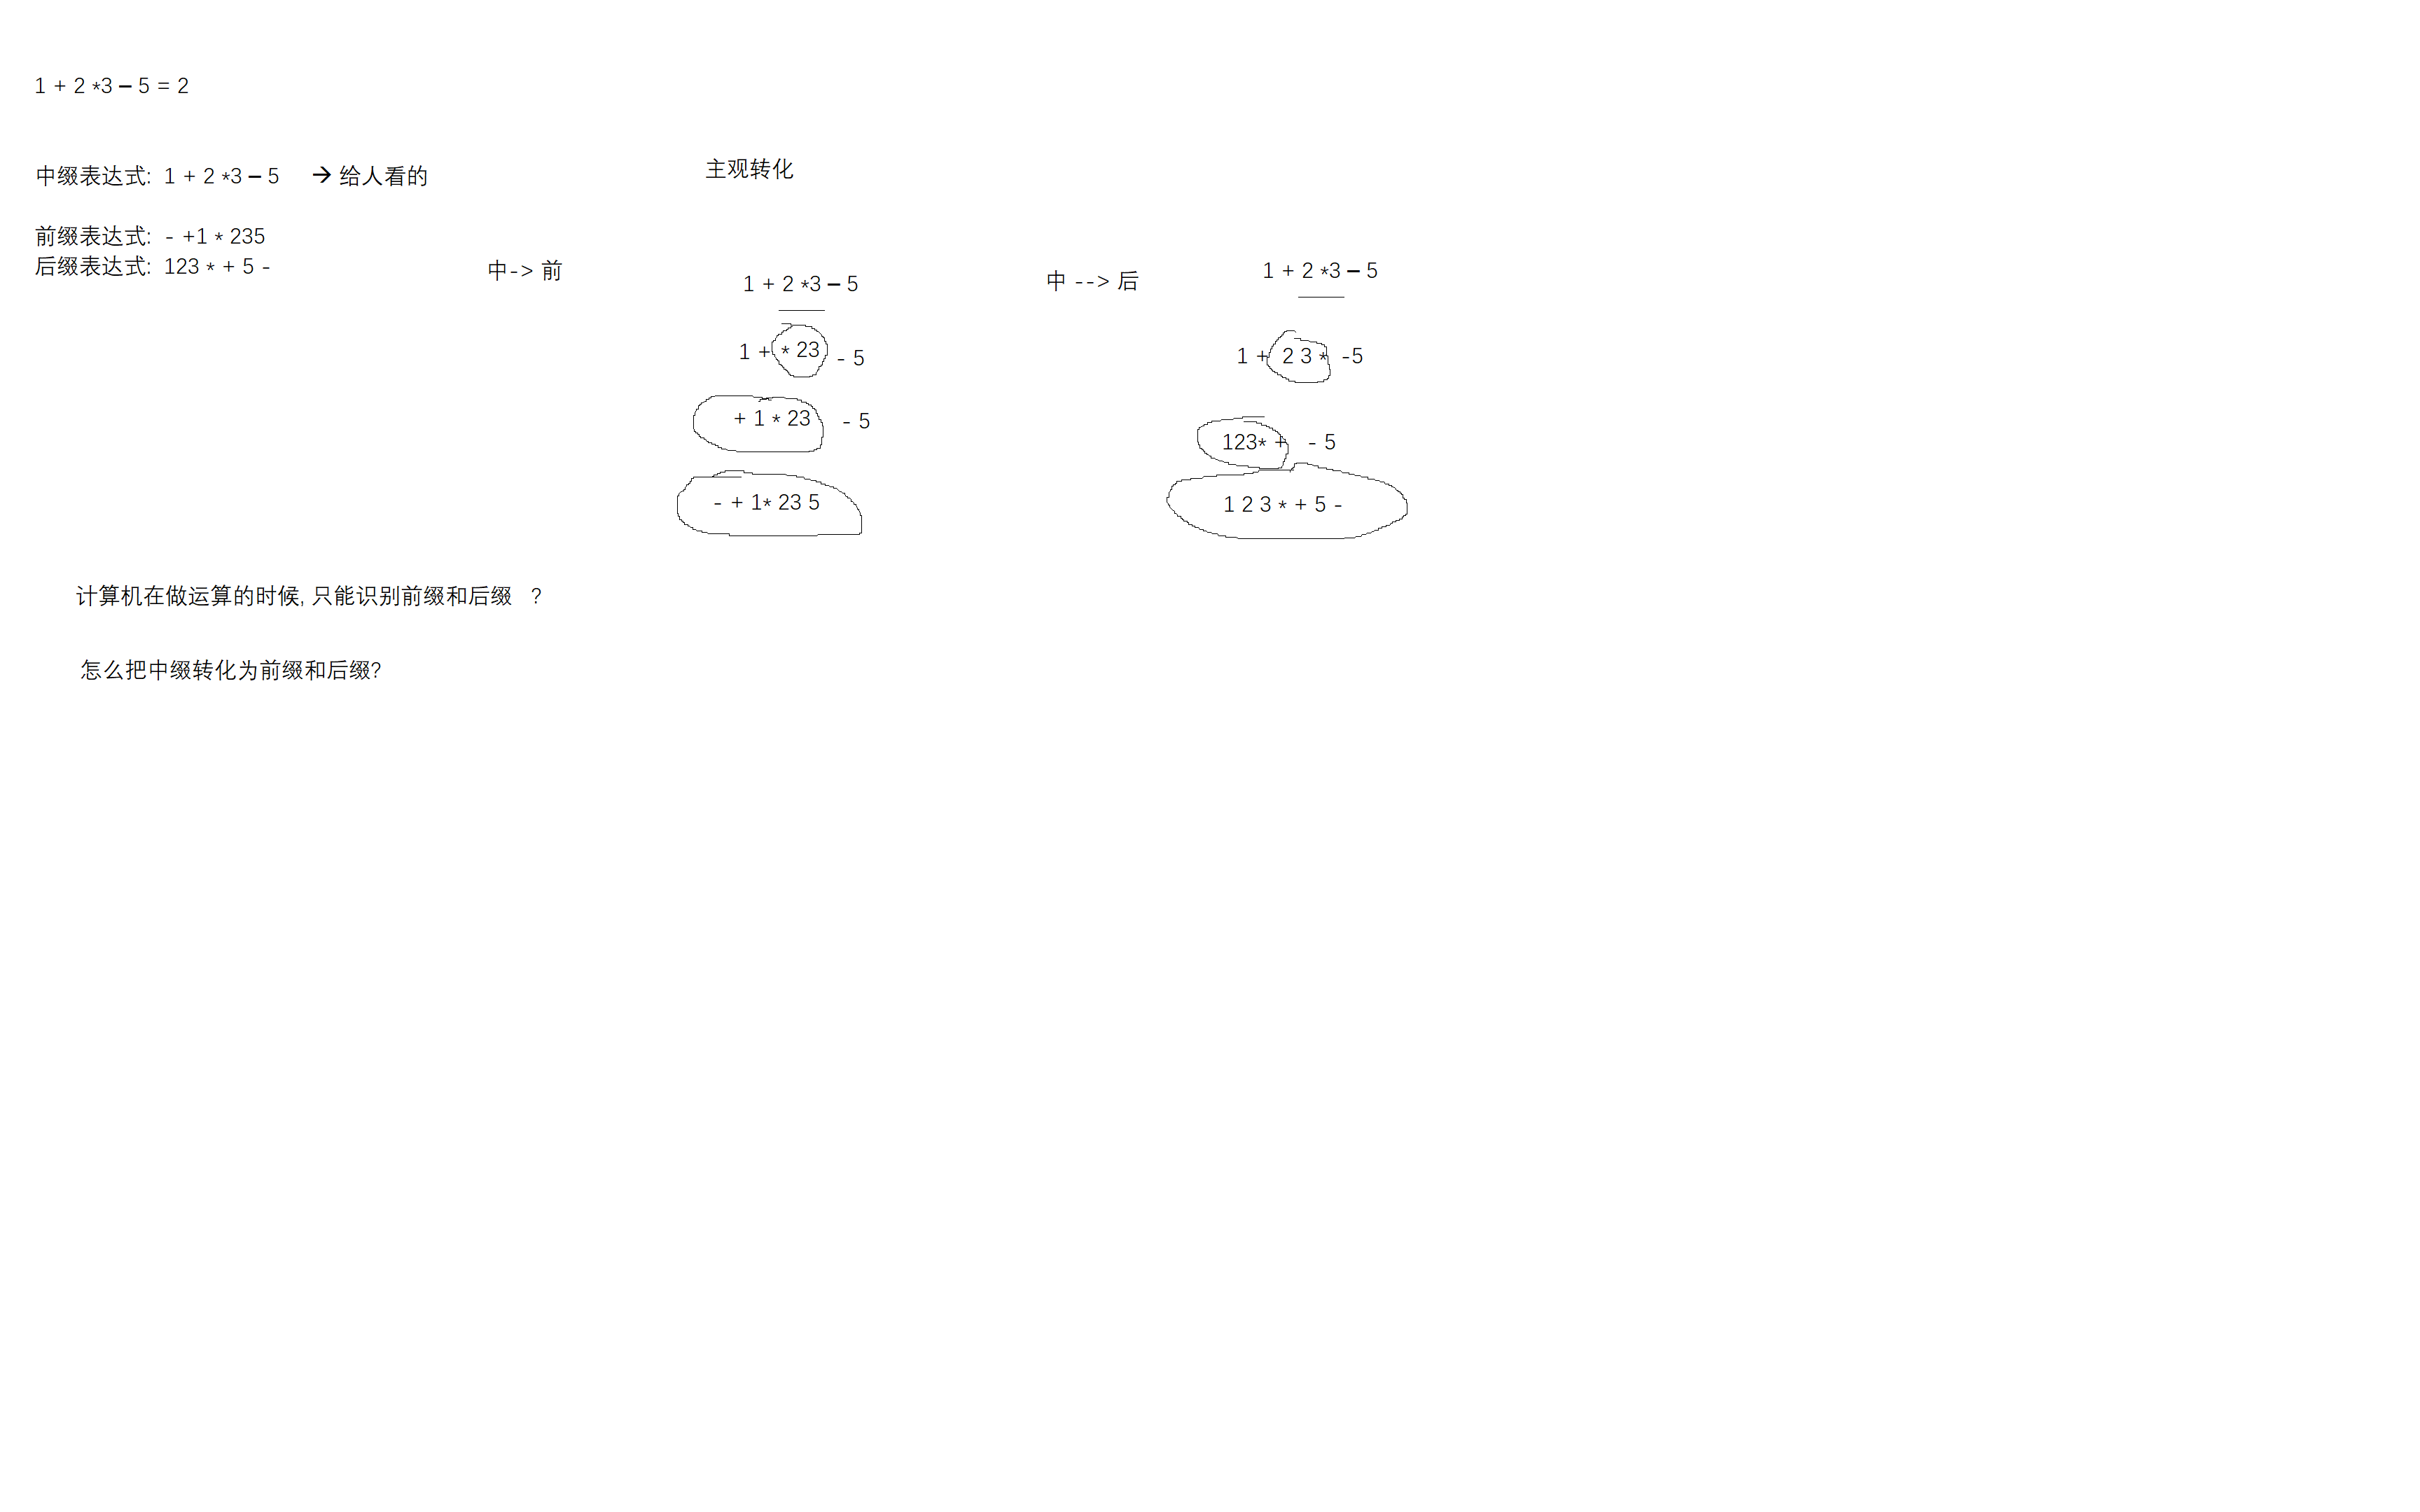 1 + 2 *3 – 5 = 2
中缀表达式: 1 + 2 *3 – 5 → 给人看的
前缀表达式: - +1 * 235
后缀表达式: 123 * + 5 -
主观转化
中-> 前
1 + 2 *3 – 5
1 + * 23 - 5
+ 1 * 23 - 5
- + 1* 23 5
中 --> 后
1 + 2 *3 – 5
1 + 2 3 * -5
123* + - 5
1 2 3 * + 5 -
计算机在做运算的时候, 只能识别前缀和后缀 ?
怎么把中缀转化为前缀和后缀?